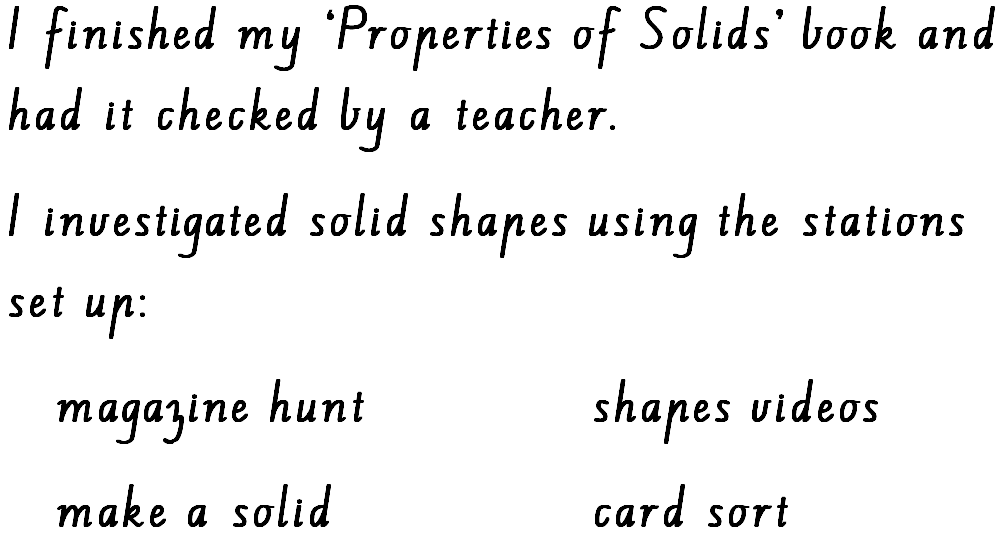 I finished my ‘Properties of Solids’ book and
had it checked by a teacher.
I investigated solid shapes using the stations
set up:
magazine hunt shapes videos
make a solid card sort